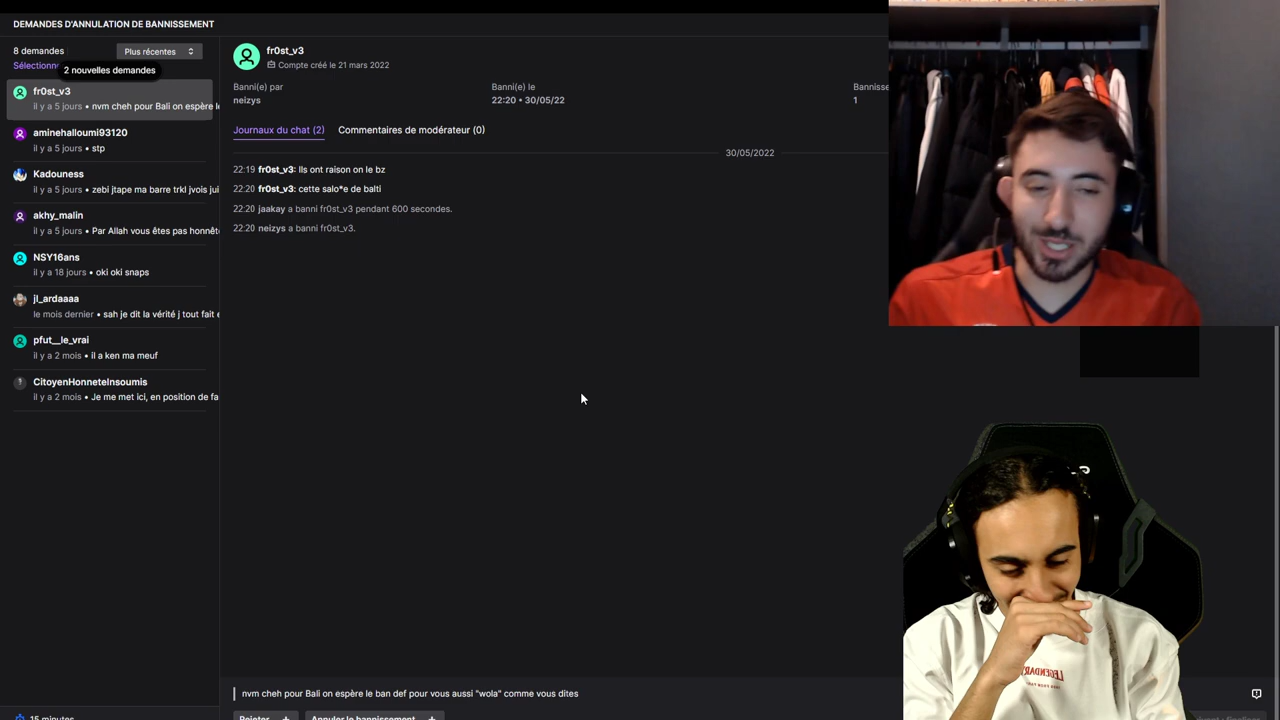 DEMANDES D'ANNULATION DE BANNISSEMENT
8 demandes
Plus récentes
Sélectionn
2 nouvelles demandes
fr0st_v3
il y a 5 jours • nvm cheh pour Bali on espère l
aminehalloumi93120
il y a 5 jours • stp
Kadouness
il y a 5 jours • zebi jtape ma barre trkl jvois jui
akhy_malin
il y a 5 jours • Par Allah vous êtes pas honnêt
NSY16ans
il y a 18 jours • oki oki snaps
jl_ardaaaa
le mois dernier • sah je dit la vérité j tout fait
pfut__le_vrai
il y a 2 mois • il a ken ma meuf
CitoyenHonneteInsoumis
il y a 2 mois • Je me met ici, en position de fa
15 minutes
fr0st_v3
Compte créé le 21 mars 2022
Banni(e) par
neizys
Banni(e) le
22:20 • 30/05/22
Bannisse
1
Journaux du chat (2)
Commentaires de modérateur (0)
30/05/2022
22:19 fr0st_v3: Ils ont raison on le bz
22:20 fr0st_v3: cette salo*e de balti
22:20 jaakay a banni fr0st_v3 pendant 600 secondes.
22:20 neizys a banni fr0st_v3.
nvm cheh pour Bali on espère le ban def pour vous aussi "wola" comme vous dites
Rejeter
Annuler le bannissement
LEGENDARY